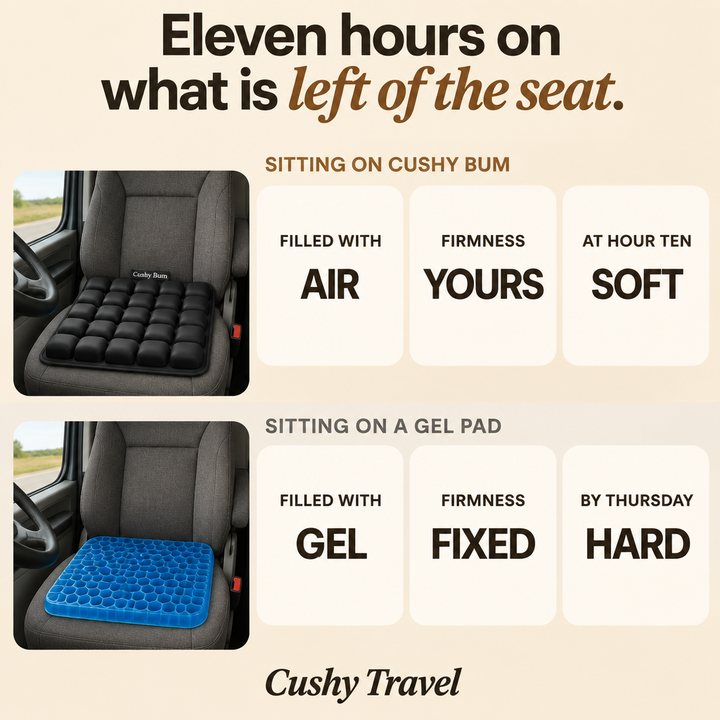 Eleven hours on
what is left of the seat.
SITTING ON CUSHY BUM
FILLED WITH
AIR
FIRMNESS
YOURS
AT HOUR TEN
SOFT
Cushy Bum
SITTING ON A GEL PAD
FILLED WITH
GEL
FIRMNESS
FIXED
BY THURSDAY
HARD
Cushy Travel